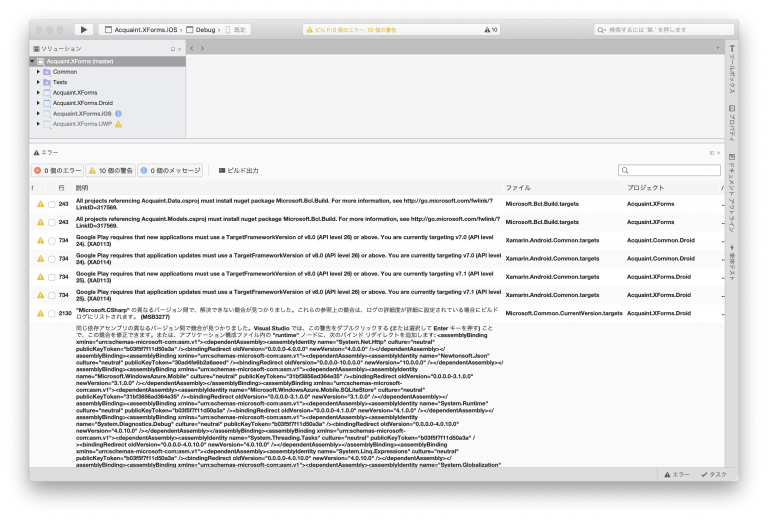 Acquaint.XForms.iOS › Debug › 既定
ビルド: 0 個のエラー、10 個の警告
10
検索するには '⌘.' を押します
ソリューション
Acquaint.XForms (master)
Common
Tests
Acquaint.XForms
Acquaint.XForms.Droid
Acquaint.XForms.iOS
Acquaint.XForms.UWP
ツールボックス
プロパティ
ドキュメント アウトライン
単体テスト
エラー
0 個のエラー 10 個の警告 0 個のメッセージ ビルド出力
! 行 説明 ファイル プロジェクト
243 All projects referencing Acquaint.Data.csproj must install nuget package Microsoft.Bcl.Build. For more information, see http://go.microsoft.com/fwlink/?
LinkID=317569. Microsoft.Bcl.Build.targets Acquaint.XForms
243 All projects referencing Acquaint.Models.csproj must install nuget package Microsoft.Bcl.Build. For more information, see http://go.microsoft.com/fwlink/?
LinkID=317569. Microsoft.Bcl.Build.targets Acquaint.XForms
734 Google Play requires that new applications must use a TargetFrameworkVersion of v8.0 (API level 26) or above. You are currently targeting v7.0 (API level
24). (XA0113) Xamarin.Android.Common.targets Acquaint.Common.Droid
734 Google Play requires that application updates must use a TargetFrameworkVersion of v8.0 (API level 26) or above. You are currently targeting v7.0 (API level
24). (XA0114) Xamarin.Android.Common.targets Acquaint.Common.Droid
734 Google Play requires that new applications must use a TargetFrameworkVersion of v8.0 (API level 26) or above. You are currently targeting v7.1 (API level
25). (XA0113) Xamarin.Android.Common.targets Acquaint.XForms.Droid
734 Google Play requires that application updates must use a TargetFrameworkVersion of v8.0 (API level 26) or above. You are currently targeting v7.1 (API level
25). (XA0114) Xamarin.Android.Common.targets Acquaint.XForms.Droid
2130 "Microsoft.CSharp" の異なるバージョン間で、解決できない競合が見つかりました。これらの参照上の競合は、ログの詳細度が詳細に設定されている場合にビルド
ログにリストされます。 (MSB3277) Microsoft.Common.CurrentVersion.targets Acquaint.XForms.Droid
同じ依存アセンブリの異なるバージョン間で競合が見つかりました。Visual Studio では、この警告をダブルクリックする (または選択して Enter キーを押す) こと
で、この競合を修正できます。または、アプリケーション構成ファイル内の "runtime" ノードに、次のバインド リダイレクトを追加します: <assemblyBinding
xmlns="urn:schemas-microsoft-com:asm.v1"><dependentAssembly><assemblyIdentity name="System.Net.Http" culture="neutral"
publicKeyToken="b03f5f7f11d50a3a" /><bindingRedirect oldVersion="0.0.0.0-4.0.0.0" newVersion="4.0.0.0" /></dependentAssembly></
assemblyBinding><assemblyBinding xmlns="urn:schemas-microsoft-com:asm.v1"><dependentAssembly><assemblyIdentity name="Newtonsoft.Json"
culture="neutral" publicKeyToken="30ad4fe6b2a6aeed" /><bindingRedirect oldVersion="0.0.0.0-10.0.0.0" newVersion="10.0.0.0" /></dependentAssembly></
assemblyBinding><assemblyBinding xmlns="urn:schemas-microsoft-com:asm.v1"><dependentAssembly><assemblyIdentity
name="Microsoft.WindowsAzure.Mobile" culture="neutral" publicKeyToken="31bf3856ad364e35" /><bindingRedirect oldVersion="0.0.0.0-3.1.0.0"
newVersion="3.1.0.0" /></dependentAssembly></assemblyBinding><assemblyBinding xmlns="urn:schemas-microsoft-
com:asm.v1"><dependentAssembly><assemblyIdentity name="Microsoft.WindowsAzure.Mobile.SQLiteStore" culture="neutral"
publicKeyToken="31bf3856ad364e35" /><bindingRedirect oldVersion="0.0.0.0-3.1.0.0" newVersion="3.1.0.0" /></dependentAssembly></
assemblyBinding><assemblyBinding xmlns="urn:schemas-microsoft-com:asm.v1"><dependentAssembly><assemblyIdentity name="System.Runtime"
culture="neutral" publicKeyToken="b03f5f7f11d50a3a" /><bindingRedirect oldVersion="0.0.0.0-4.1.0.0" newVersion="4.1.0.0" /></dependentAssembly></
assemblyBinding><assemblyBinding xmlns="urn:schemas-microsoft-com:asm.v1"><dependentAssembly><assemblyIdentity
name="System.Diagnostics.Debug" culture="neutral" publicKeyToken="b03f5f7f11d50a3a" /><bindingRedirect oldVersion="0.0.0.0-4.0.10.0"
newVersion="4.0.10.0" /></dependentAssembly></assemblyBinding><assemblyBinding xmlns="urn:schemas-microsoft-
com:asm.v1"><dependentAssembly><assemblyIdentity name="System.Threading.Tasks" culture="neutral" publicKeyToken="b03f5f7f11d50a3a" /
><bindingRedirect oldVersion="0.0.0.0-4.0.10.0" newVersion="4.0.10.0" /></dependentAssembly></assemblyBinding><assemblyBinding
xmlns="urn:schemas-microsoft-com:asm.v1"><dependentAssembly><assemblyIdentity name="System.Linq.Expressions" culture="neutral"
publicKeyToken="b03f5f7f11d50a3a" /><bindingRedirect oldVersion="0.0.0.0-4.0.10.0" newVersion="4.0.10.0" /></dependentAssembly></
assemblyBinding><assemblyBinding xmlns="urn:schemas-microsoft-com:asm.v1"><dependentAssembly><assemblyIdentity name="System.Globalization"
エラー タスク